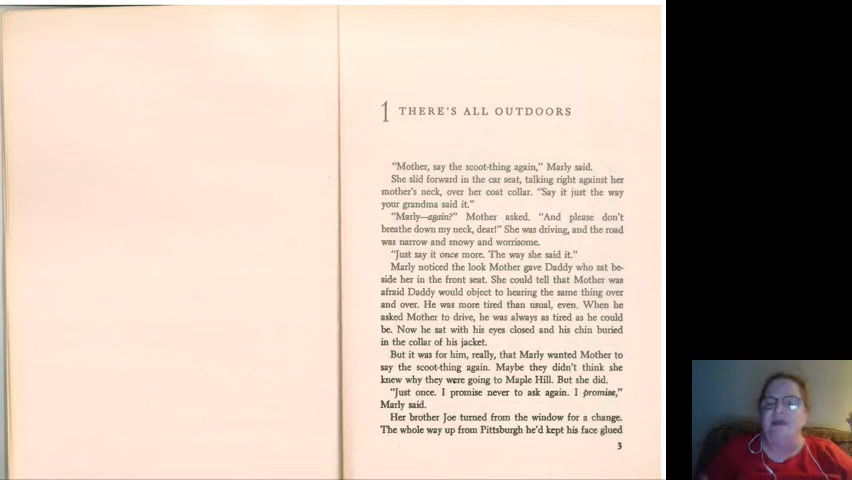 1 THERE'S ALL OUTDOORS
"Mother, say the scoot-thing again," Marly said.
She slid forward in the car seat, talking right against her
mother's neck, over her coat collar. "Say it just the way
your grandma said it."
"Marly—again?" Mother asked. "And please don't
breathe down my neck, dear!" She was driving, and the road
was narrow and snowy and worrisome.
"Just say it once more. The way she said it."
Marly noticed the look Mother gave Daddy who sat be-
side her in the front seat. She could tell that Mother was
afraid Daddy would object to hearing the same thing over
and over. He was more tired than usual, even. When he
asked Mother to drive, he was always as tired as he could
be. Now he sat with his eyes closed and his chin buried
in the collar of his jacket.
But it was for him, really, that Marly wanted Mother to
say the scoot-thing again. Maybe they didn't think she
knew why they were going to Maple Hill. But she did.
"Just once. I promise never to ask again. I promise,"
Marly said.
Her brother Joe turned from the window for a change.
The whole way up from Pittsburgh he'd kept his face glued
3